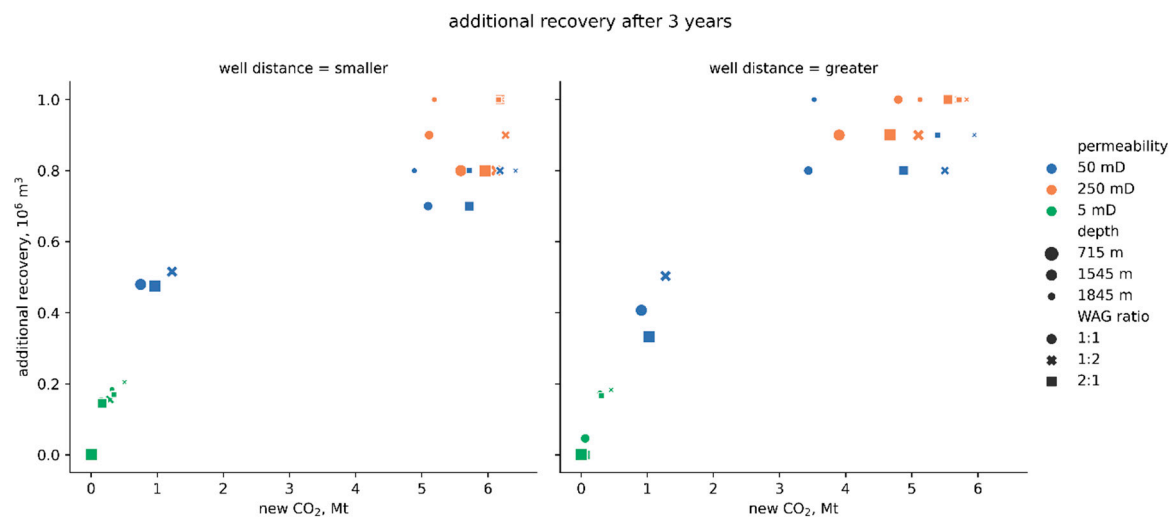 additional recovery after 3 years
well distance = smaller
well distance = greater
additional recovery, 10⁶ m³
1.0
0.8
0.6
0.4
0.2
0.0
0 1 2 3 4 5 6
0 1 2 3 4 5 6
new CO₂, Mt
new CO₂, Mt
permeability
50 mD
250 mD
5 mD
depth
715 m
1545 m
1845 m
WAG ratio
1:1
1:2
2:1